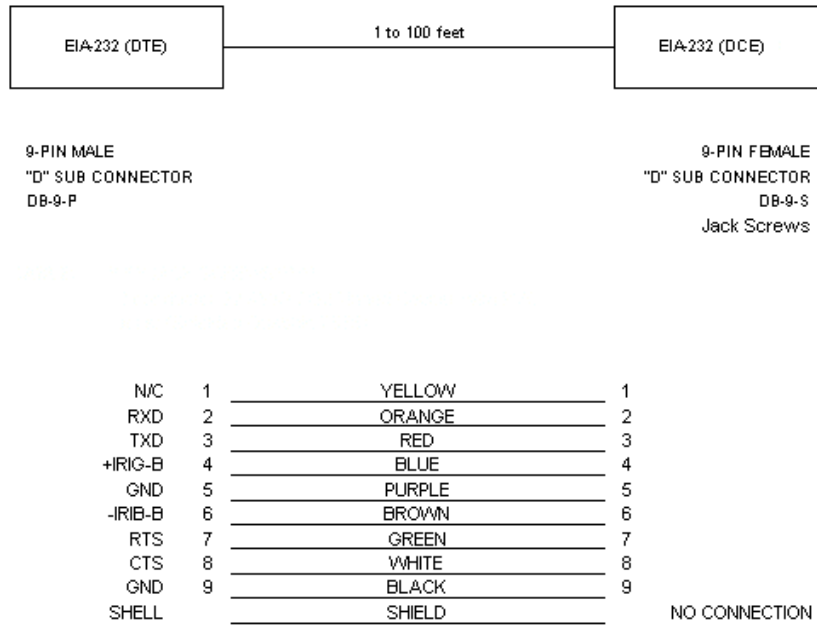 EIA-232 (DTE) 1 to 100 feet EIA-232 (DCE)
9-PIN MALE 9-PIN FEMALE
"D" SUB CONNECTOR "D" SUB CONNECTOR
DB-9-P DB-9-S
Jack Screws
N/C 1 YELLOW 1
RXD 2 ORANGE 2
TXD 3 RED 3
+IRIG-B 4 BLUE 4
GND 5 PURPLE 5
-IRIB-B 6 BROWN 6
RTS 7 GREEN 7
CTS 8 WHITE 8
GND 9 BLACK 9
SHELL SHIELD NO CONNECTION